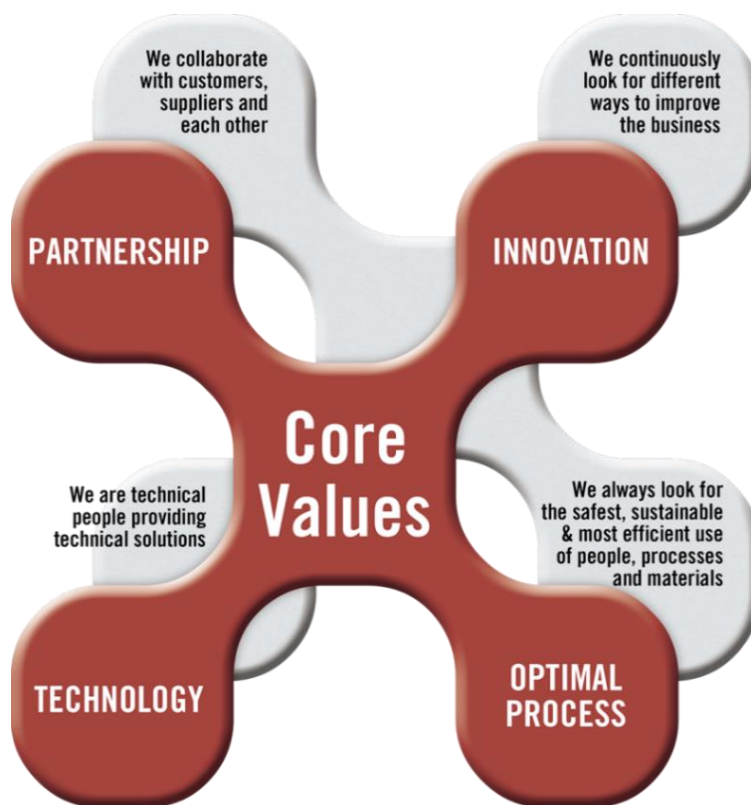 We collaborate
with customers,
suppliers and
each other
PARTNERSHIP
We continuously
look for different
ways to improve
the business
INNOVATION
Core
Values
We are technical
people providing
technical solutions
TECHNOLOGY
We always look for
the safest, sustainable
& most efficient use
of people, processes
and materials
OPTIMAL
PROCESS